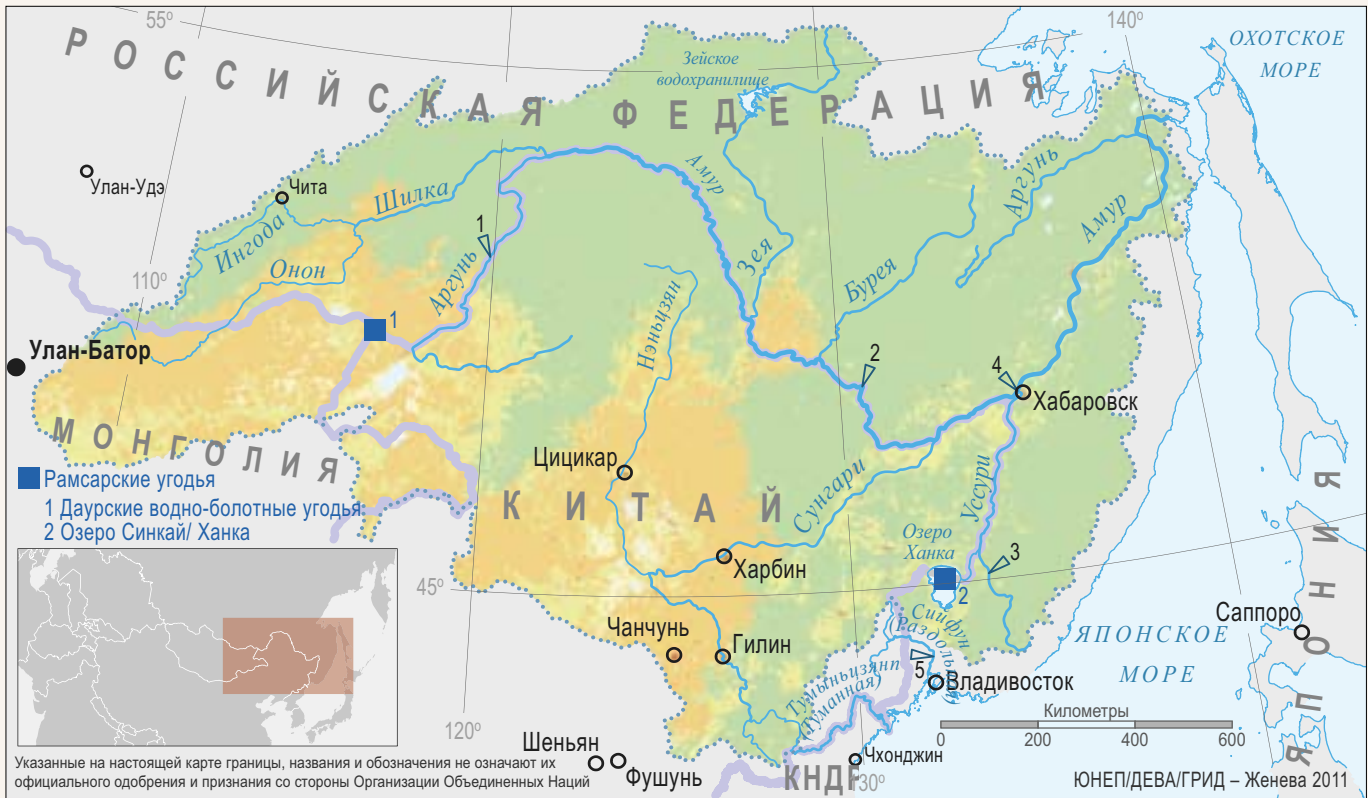 55º
140º
ОХОТСКОЕ
МОРЕ
РОССИЙСКАЯ ФЕДЕРАЦИЯ
Зейское
водохранилище
Улан-Удэ
Чита
Шилка
Амур
Аргунь
Амур
Ингода
Онон
1
Аргунь
Зея
Бурея
110º
1
Нэньцзян
Улан-Батор
2
4
Хабаровск
МОНГОЛИЯ
Цицикар
КИТАЙ
Сунгари
Уссури
Рамсарские угодья
1 Даурские водно-болотные угодья
2 Озеро Синкай/ Ханка
Озеро
Ханка
3
Харбин
2
45º
Чанчунь
Гилин
Сийфун
(Раздольная)
ЯПОНСКОЕ
МОРЕ
Саппоро
ЯПОНИЯ
5
Владивосток
Тумыньцзянп
(Туманная)
Километры
0 200 400 600
120º
Шеньян
Фушунь
Чхонджин
КНДР
130º
Указанные на настоящей карте границы, названия и обозначения не означают их
официального одобрения и признания со стороны Организации Объединенных Наций
ЮНЕП/ДЕВА/ГРИД – Женева 2011